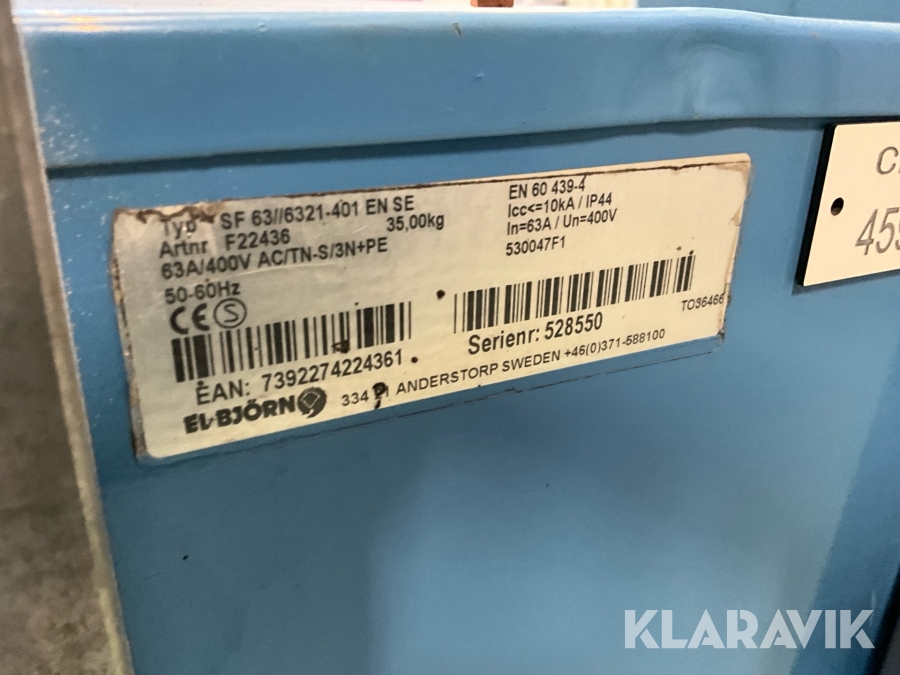 Typ SF 63//6321-401 EN SE
Artnr F22436 35,00kg
63A/400V AC/TN-S/3N+PE
50-60Hz
CE S
EAN: 7392274224361
EL-BJÖRN
EN 60 439-4
Icc<=10kA / IP44
In=63A / Un=400V
530047F1
TO36466
Serienr: 528550
334 ANDERSTORP SWEDEN +46(0)371-588100
KLARAVIK